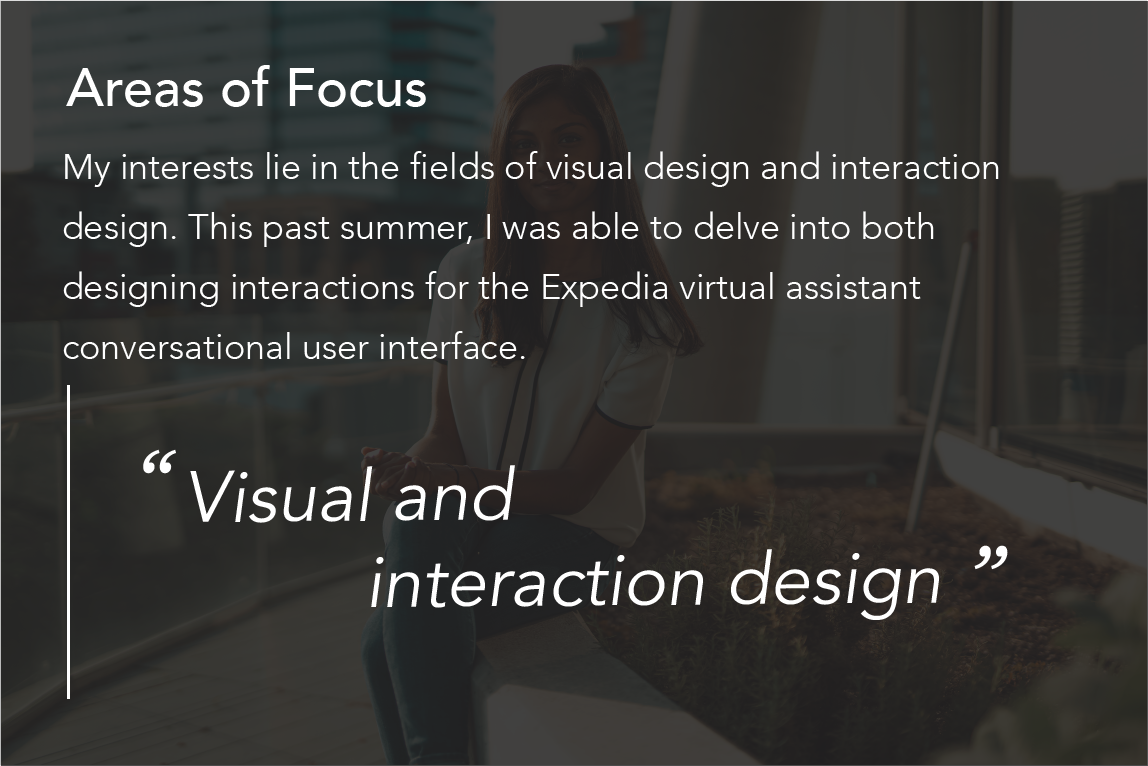 Areas of Focus
My interests lie in the fields of visual design and interaction
design. This past summer, I was able to delve into both
designing interactions for the Expedia virtual assistant
conversational user interface.
“ Visual and
interaction design ”